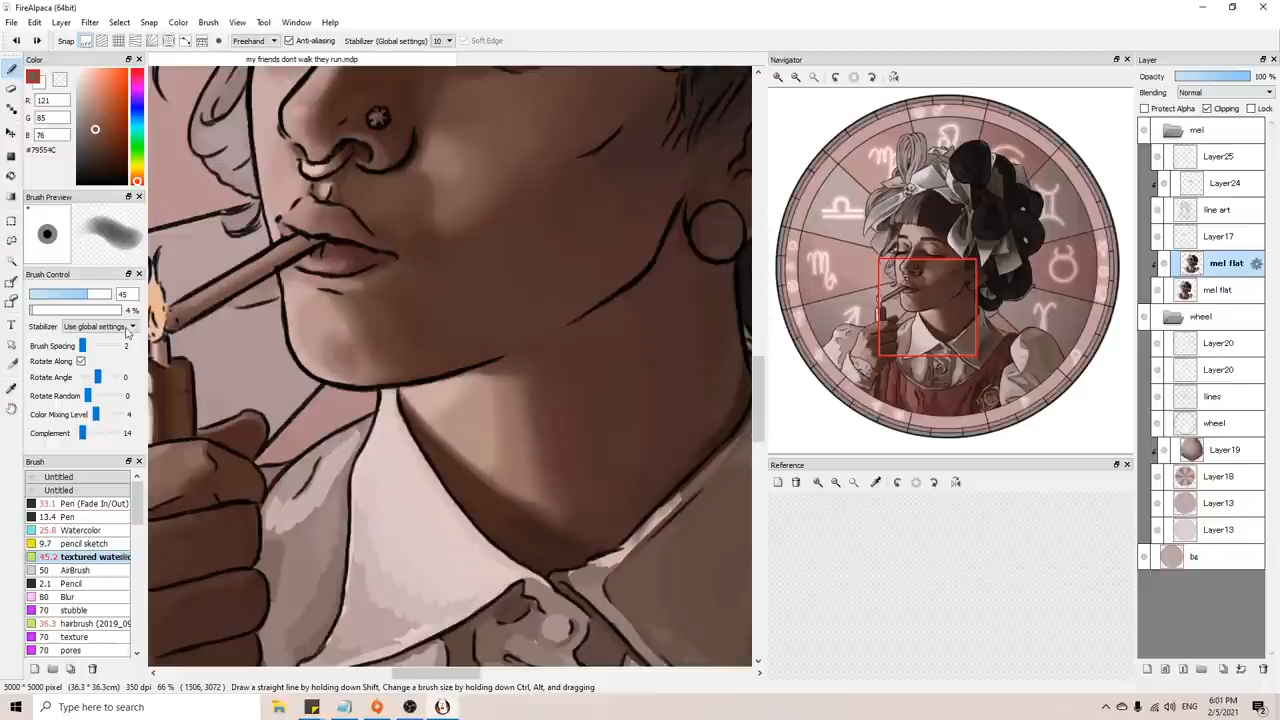 FireAlpaca (64bit)
File Edit Layer Filter Select Snap Color Brush View Tool Window Help
Snap off Freehand Anti-aliasing Stabilizer (Global settings) 10 Soft Edge
Color
my friends dont walk they run.mdp
Navigator
Layer
R 121
G 85
B 76
#79554C
Opacity 100 %
Blending Normal
Protect Alpha Clipping Lock
Brush Preview
Brush Control
45
4 %
Stabilizer Use global settings
Brush Spacing 2
Rotate Along
Rotate Angle 0
Rotate Random 0
Color Mixing Level 4
Complement 14
Brush
Untitled
Untitled
33.1 Pen (Fade In/Out)
13.4 Pen
25.8 Watercolor
9.7 pencil sketch
45.2 textured
50 AirBrush
2.1 Pencil
80 Blur
70 stubble
36.3 hairbrush (2019_09
70 texture
70 pores
mel
Layer25
Layer24
line art
Layer17
mel flat
mel flat
wheel
Layer20
Layer20
lines
wheel
Layer19
Layer18
Layer13
Layer13
Reference
5000 * 5000 pixel (36.3 * 36.3cm) 350 dpi 66 % ( 1506, 3072 ) Draw a straight line by holding down Shift, Change a brush size by holding down Ctrl, Alt, and dragging
Type here to search
ENG
6:01 PM
2/5/2021
2